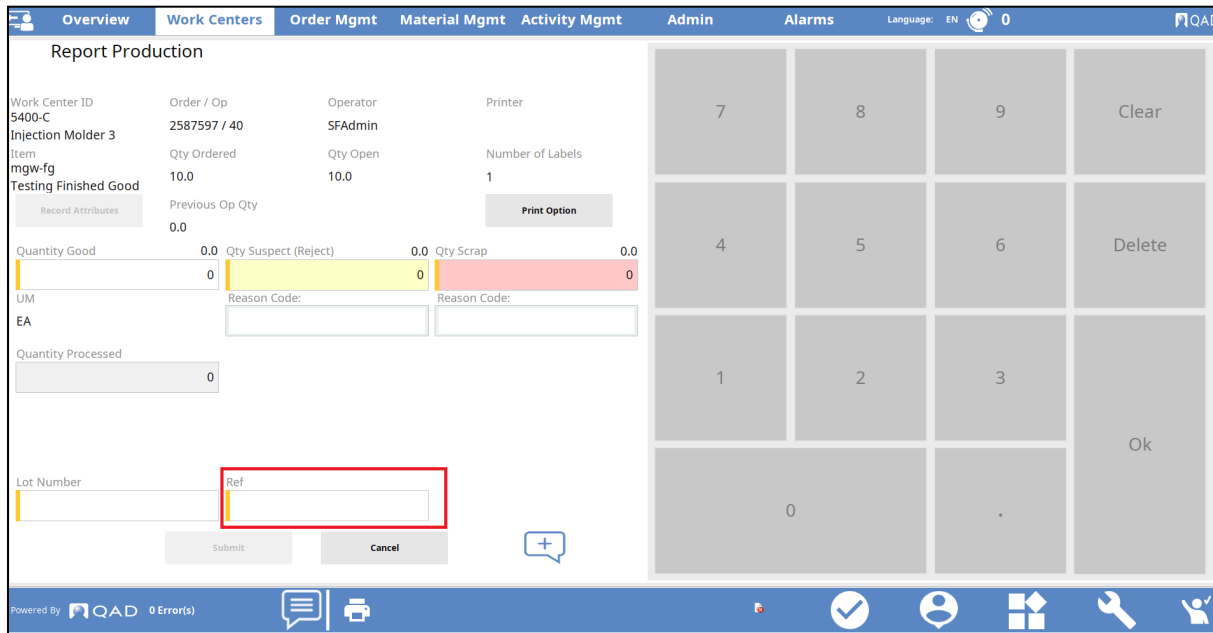 Overview Work Centers Order Mgmt Material Mgmt Activity Mgmt Admin Alarms Language: EN 0 QAD
Report Production
Work Center ID Order / Op Operator Printer
5400-C 2587597 / 40 SFAdmin
Injection Molder 3
Item Qty Ordered Qty Open Number of Labels
mgw-fg 10.0 10.0 1
Testing Finished Good
Record Attributes Previous Op Qty Print Option
0.0
Quantity Good 0.0 Qty Suspect (Reject) 0.0 Qty Scrap 0.0
0 0 0
UM Reason Code: Reason Code:
EA
Quantity Processed
0
Lot Number Ref
Submit Cancel
7 8 9 Clear
4 5 6 Delete
1 2 3
Ok
0 .
Powered By QAD 0 Error(s)